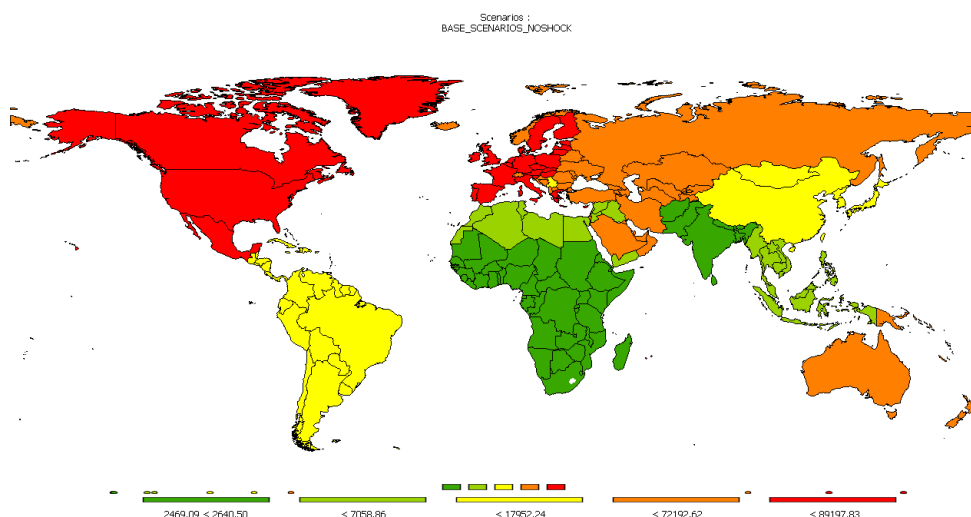 Scenarios :
BASE_SCENARIOS_NOSHOCK
2469.09 < 2640.50 < 7058.86 < 17952.24 < 72192.62 < 89197.83